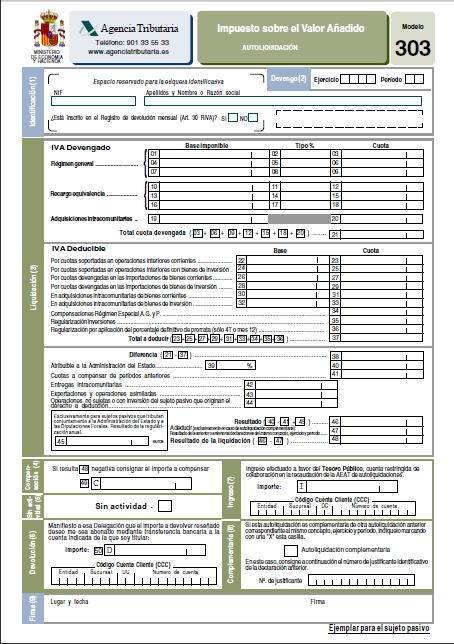 Agencia Tributaria
Teléfono: 901 33 55 33
www.agenciatributaria.es
MINISTERIO
DE ECONOMÍA
Y HACIENDA
Impuesto sobre el Valor Añadido
AUTOLIQUIDACIÓN
Modelo
303
Identificación (1)
Espacio reservado para la etiqueta identificativa
NIF
Apellidos y Nombre o Razón social
¿Está inscrito en el Registro de devolución mensual (Art. 30 RIVA)? SI NO
Devengo (2)
Ejercicio
Período
Liquidación (3)
IVA Devengado
Base imponible Tipo % Cuota
Régimen general
01 02 03
04 05 06
07 08 09
Recargo equivalencia
10 11 12
13 14 15
16 17 18
Adquisiciones intracomunitarias
19 20
Total cuota devengada ( 03 + 06 + 09 + 12 + 15 + 18 + 20 ) 21
IVA Deducible
Base Cuota
Por cuotas soportadas en operaciones interiores corrientes 22 23
Por cuotas soportadas en operaciones interiores con bienes de inversión 24 25
Por cuotas devengadas en las importaciones de bienes corrientes 26 27
Por cuotas devengadas en las importaciones de bienes de inversión 28 29
En adquisiciones intracomunitarias de bienes corrientes 30 31
En adquisiciones intracomunitarias de bienes de inversión 32 33
Compensaciones Régimen Especial A.G. y P. 34
Regularización inversiones 35
Regularización por aplicación del porcentaje definitivo de prorrata (sólo 4T o mes 12) 36
Total a deducir ( 23 + 25 + 27 + 29 + 31 + 33 + 34 + 35 + 36 ) 37
Diferencia ( 21 - 37 ) 38
Atribuible a la Administración del Estado 39 % 40
Cuotas a compensar de períodos anteriores 41
Entregas intracomunitarias 42
Exportaciones y operaciones asimiladas 43
Operaciones no sujetas o con inversión del sujeto pasivo que originan el
derecho a deducción 44
Exclusivamente para sujetos pasivos que tributan
conjuntamente a la Administración del Estado y a
las Diputaciones Forales. Resultado de la regulari-
zación anual.
45 euros
Resultado ( 40 - 41 + 45 ) 46
A deducir (exclusivamente en caso de autoliquidación complementaria)
47
Resultado de la liquidación ( 46 - 47 ) 48
Compen-
sación (4)
Si resulta 48 negativa consignar el importe a compensar
49 C
Sin acti-
vidad (5)
Sin actividad -
Devolución (6)
Manifiesto a esa Delegación que el importe a devolver reseñado
deseo me sea abonado mediante transferencia bancaria a la
cuenta indicada de la que soy titular:
Importe: 50 D
Código Cuenta Cliente (CCC)
Entidad Sucursal DC Número de cuenta
Ingreso (7)
Ingreso efectuado a favor del Tesoro Público, cuenta restringida de
colaboración en la recaudación de la AEAT de autoliquidaciones.
Importe: I
Código Cuenta Cliente (CCC)
Entidad Sucursal DC Número de cuenta
Complementaria (8)
Si esta autoliquidación es complementaria de otra autoliquidación anterior
correspondiente al mismo concepto, ejercicio y período, indíquelo marcando
con una "X" esta casilla.
Autoliquidación complementaria
En este caso, consigne a continuación el número de justificante identificativo
de la declaración anterior.
Nº. de justificante
Firma (9)
Lugar y fecha
Firma
Ejemplar para el sujeto pasivo